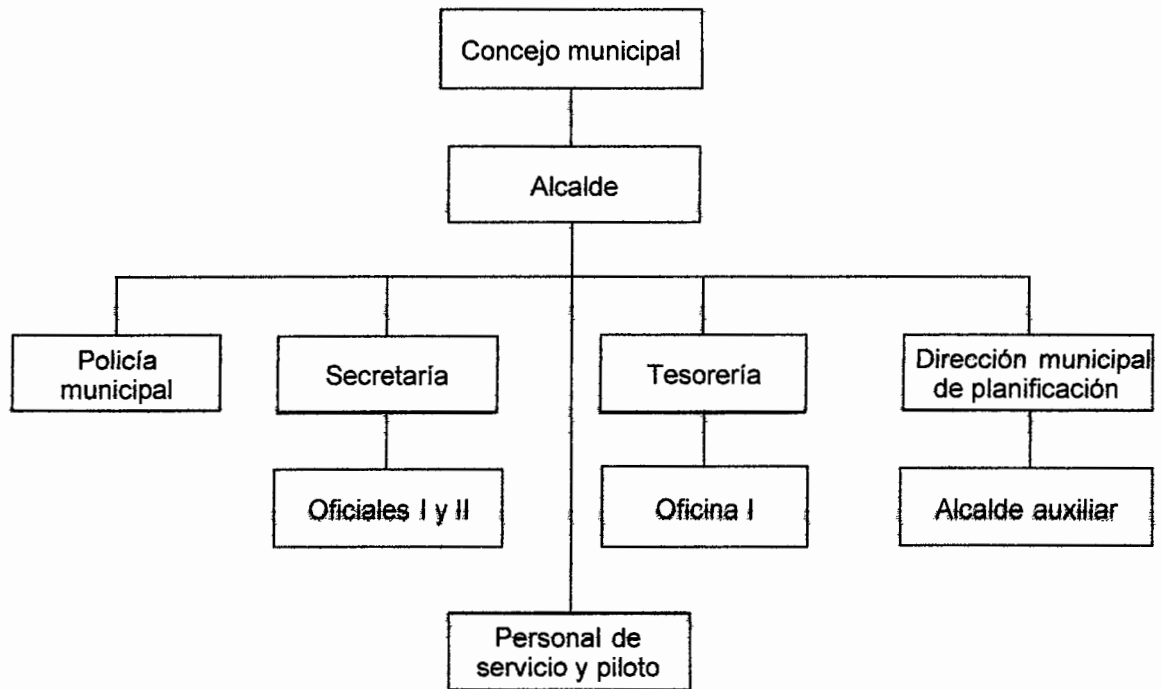 Concejo municipal
Alcalde
Policía
municipal
Secretaría
Tesorería
Dirección municipal
de planificación
Oficiales I y II
Oficina I
Alcalde auxiliar
Personal de
servicio y piloto